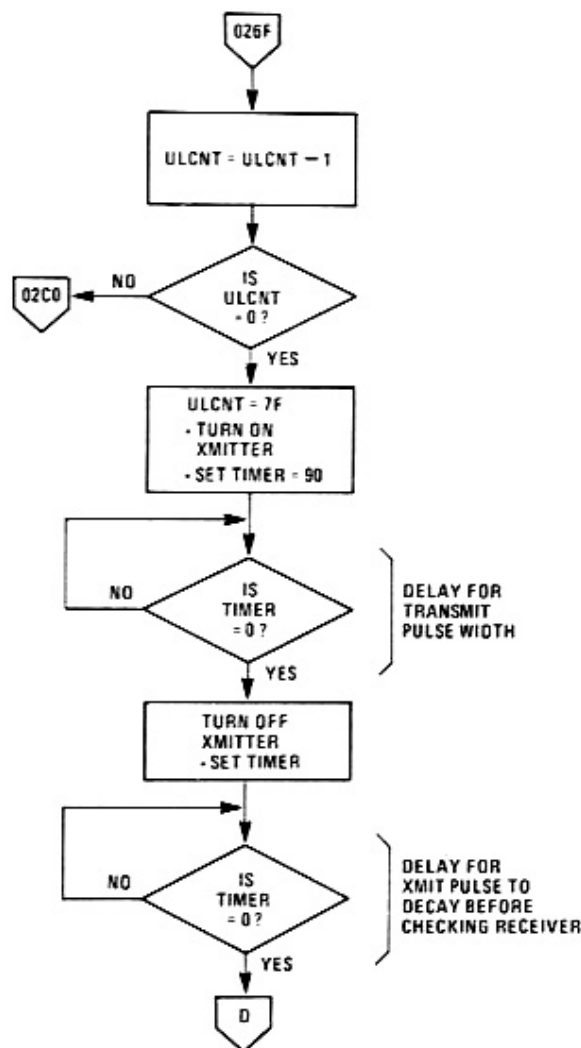 026F
ULCNT = ULCNT – 1
IS
ULCNT
= 0 ?
NO
02C0
YES
ULCNT = 7F
- TURN ON
XMITTER
- SET TIMER = 90
IS
TIMER
= 0 ?
NO
DELAY FOR
TRANSMIT
PULSE WIDTH
YES
TURN OFF
XMITTER
- SET TIMER
IS
TIMER
= 0 ?
NO
DELAY FOR
XMIT PULSE TO
DECAY BEFORE
CHECKING RECEIVER
YES
D